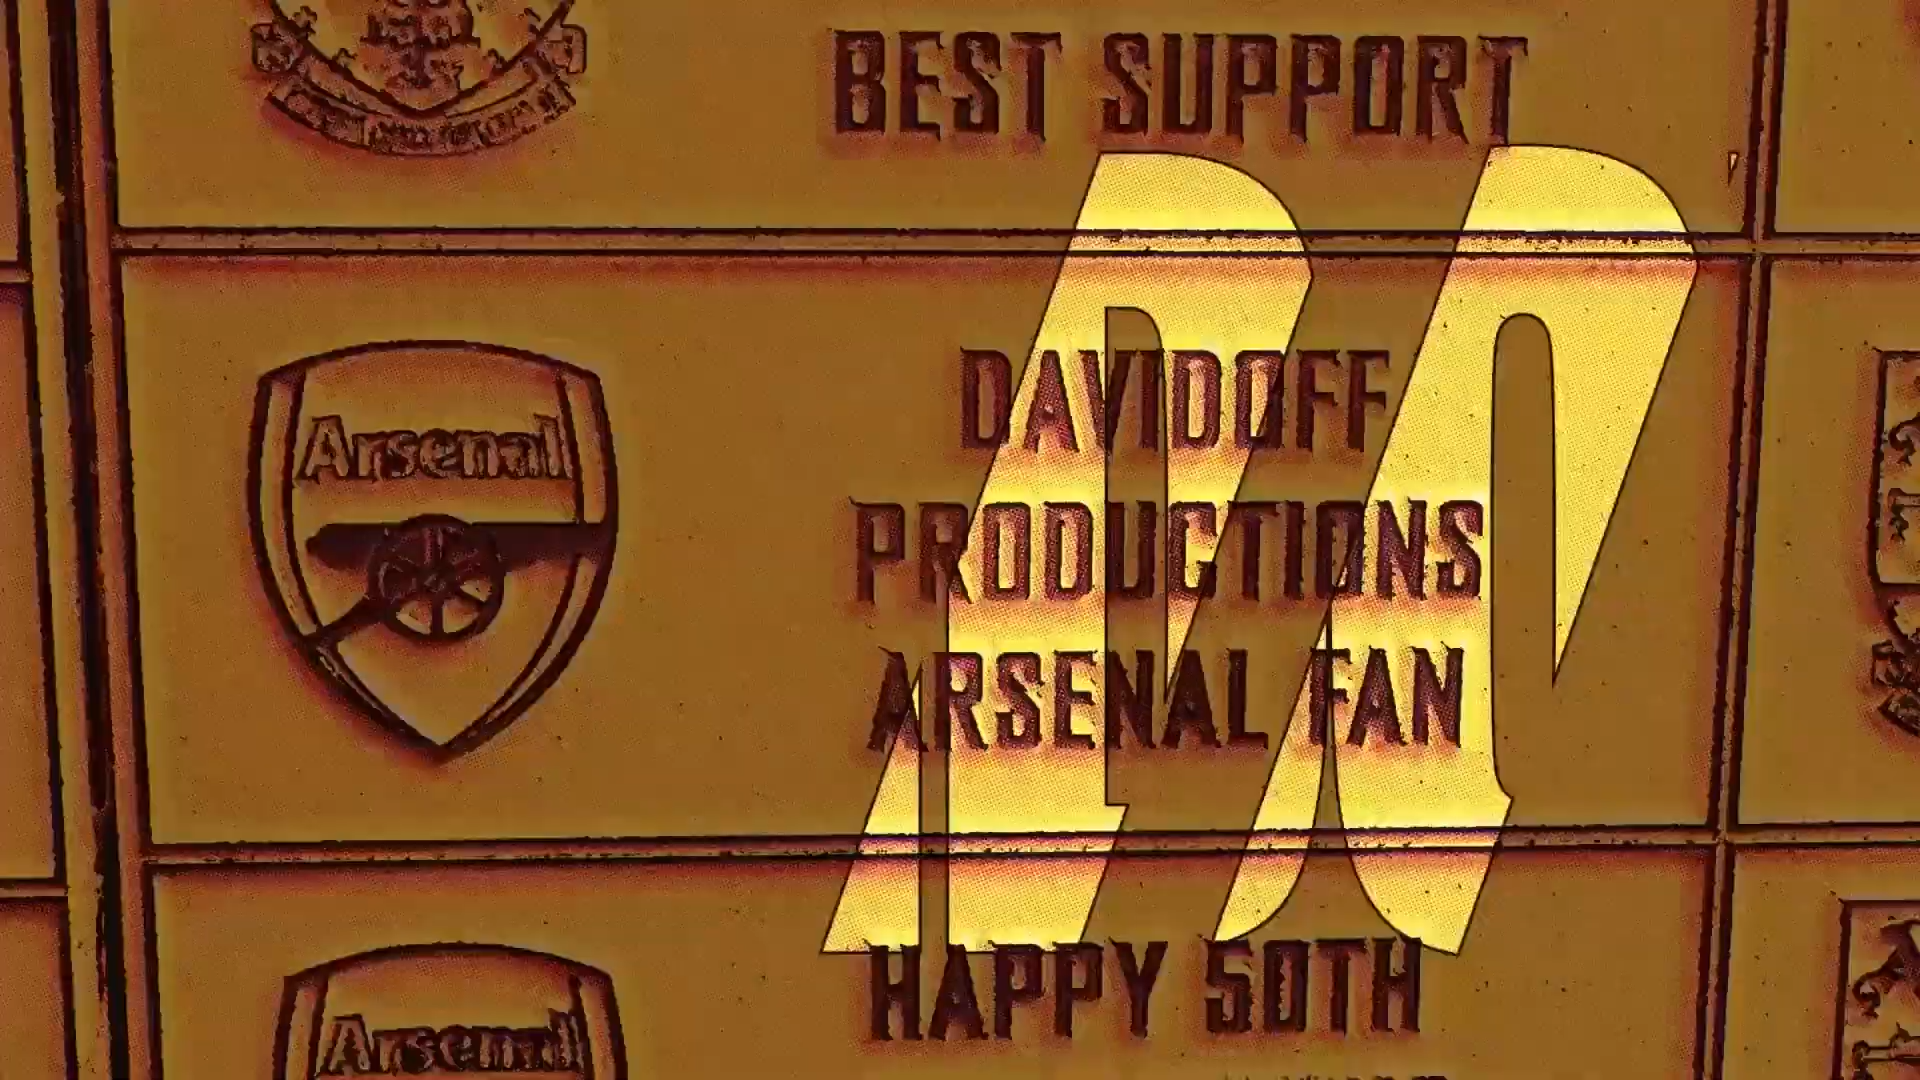 BEST SUPPORT
Arsenal
DAVIDOFF
PRODUCTIONS
ARSENAL FAN
HAPPY 50TH
Arsenal